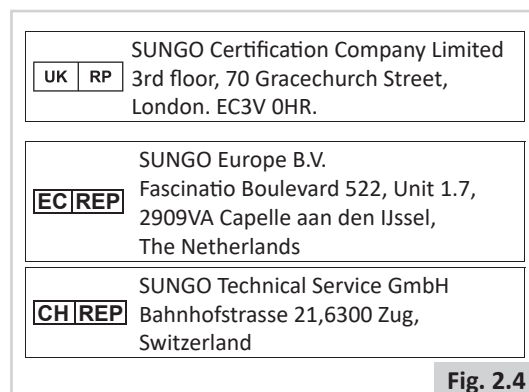 SUNGO Certification Company Limited
UK RP 3rd floor, 70 Gracechurch Street,
London. EC3V 0HR.
SUNGO Europe B.V.
Fascinatio Boulevard 522, Unit 1.7,
EC REP 2909VA Capelle aan den IJssel,
The Netherlands
SUNGO Technical Service GmbH
CH REP Bahnhofstrasse 21,6300 Zug,
Switzerland
Fig. 2.4